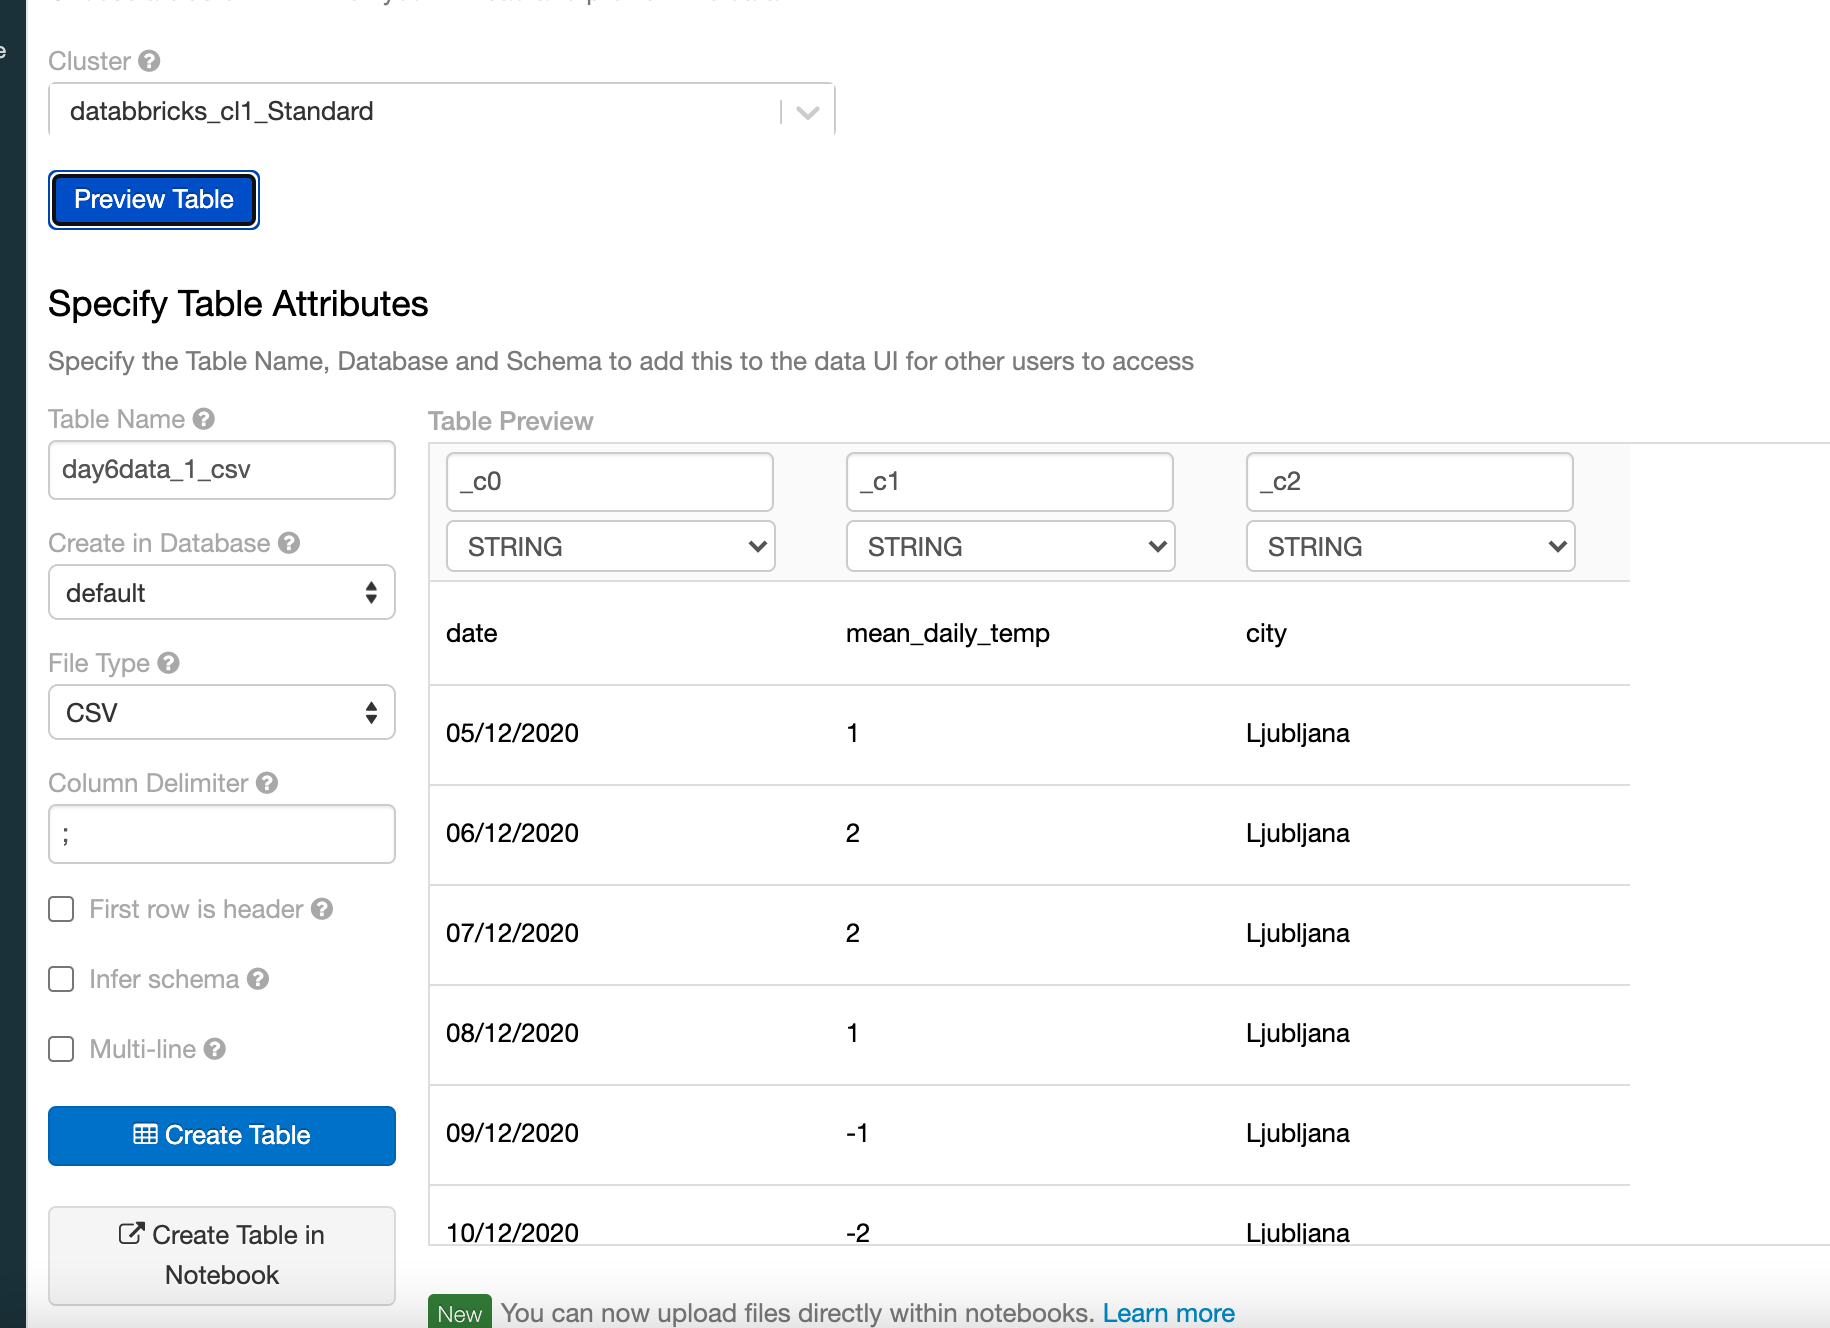 Cluster
databbricks_cl1_Standard
Preview Table
Specify Table Attributes
Specify the Table Name, Database and Schema to add this to the data UI for other users to access
Table Name
day6data_1_csv
Create in Database
default
File Type
CSV
Column Delimiter
;
First row is header
Infer schema
Multi-line
Create Table
Create Table in
Notebook
Table Preview
_c0 _c1 _c2
STRING STRING STRING
date mean_daily_temp city
05/12/2020 1 Ljubljana
06/12/2020 2 Ljubljana
07/12/2020 2 Ljubljana
08/12/2020 1 Ljubljana
09/12/2020 -1 Ljubljana
10/12/2020 -2 Ljubljana
New You can now upload files directly within notebooks. Learn more